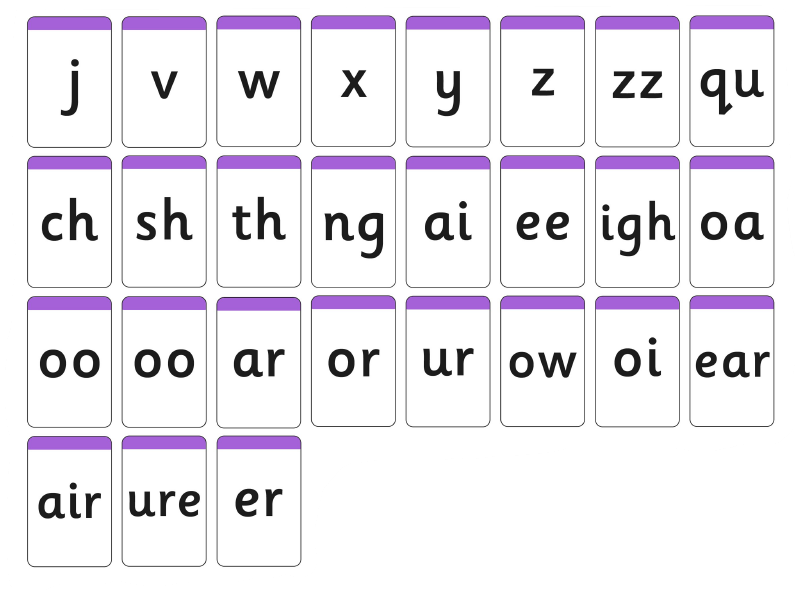 j v w x y z zz qu
ch sh th ng ai ee igh oa
oo oo ar or ur ow oi ear
air ure er